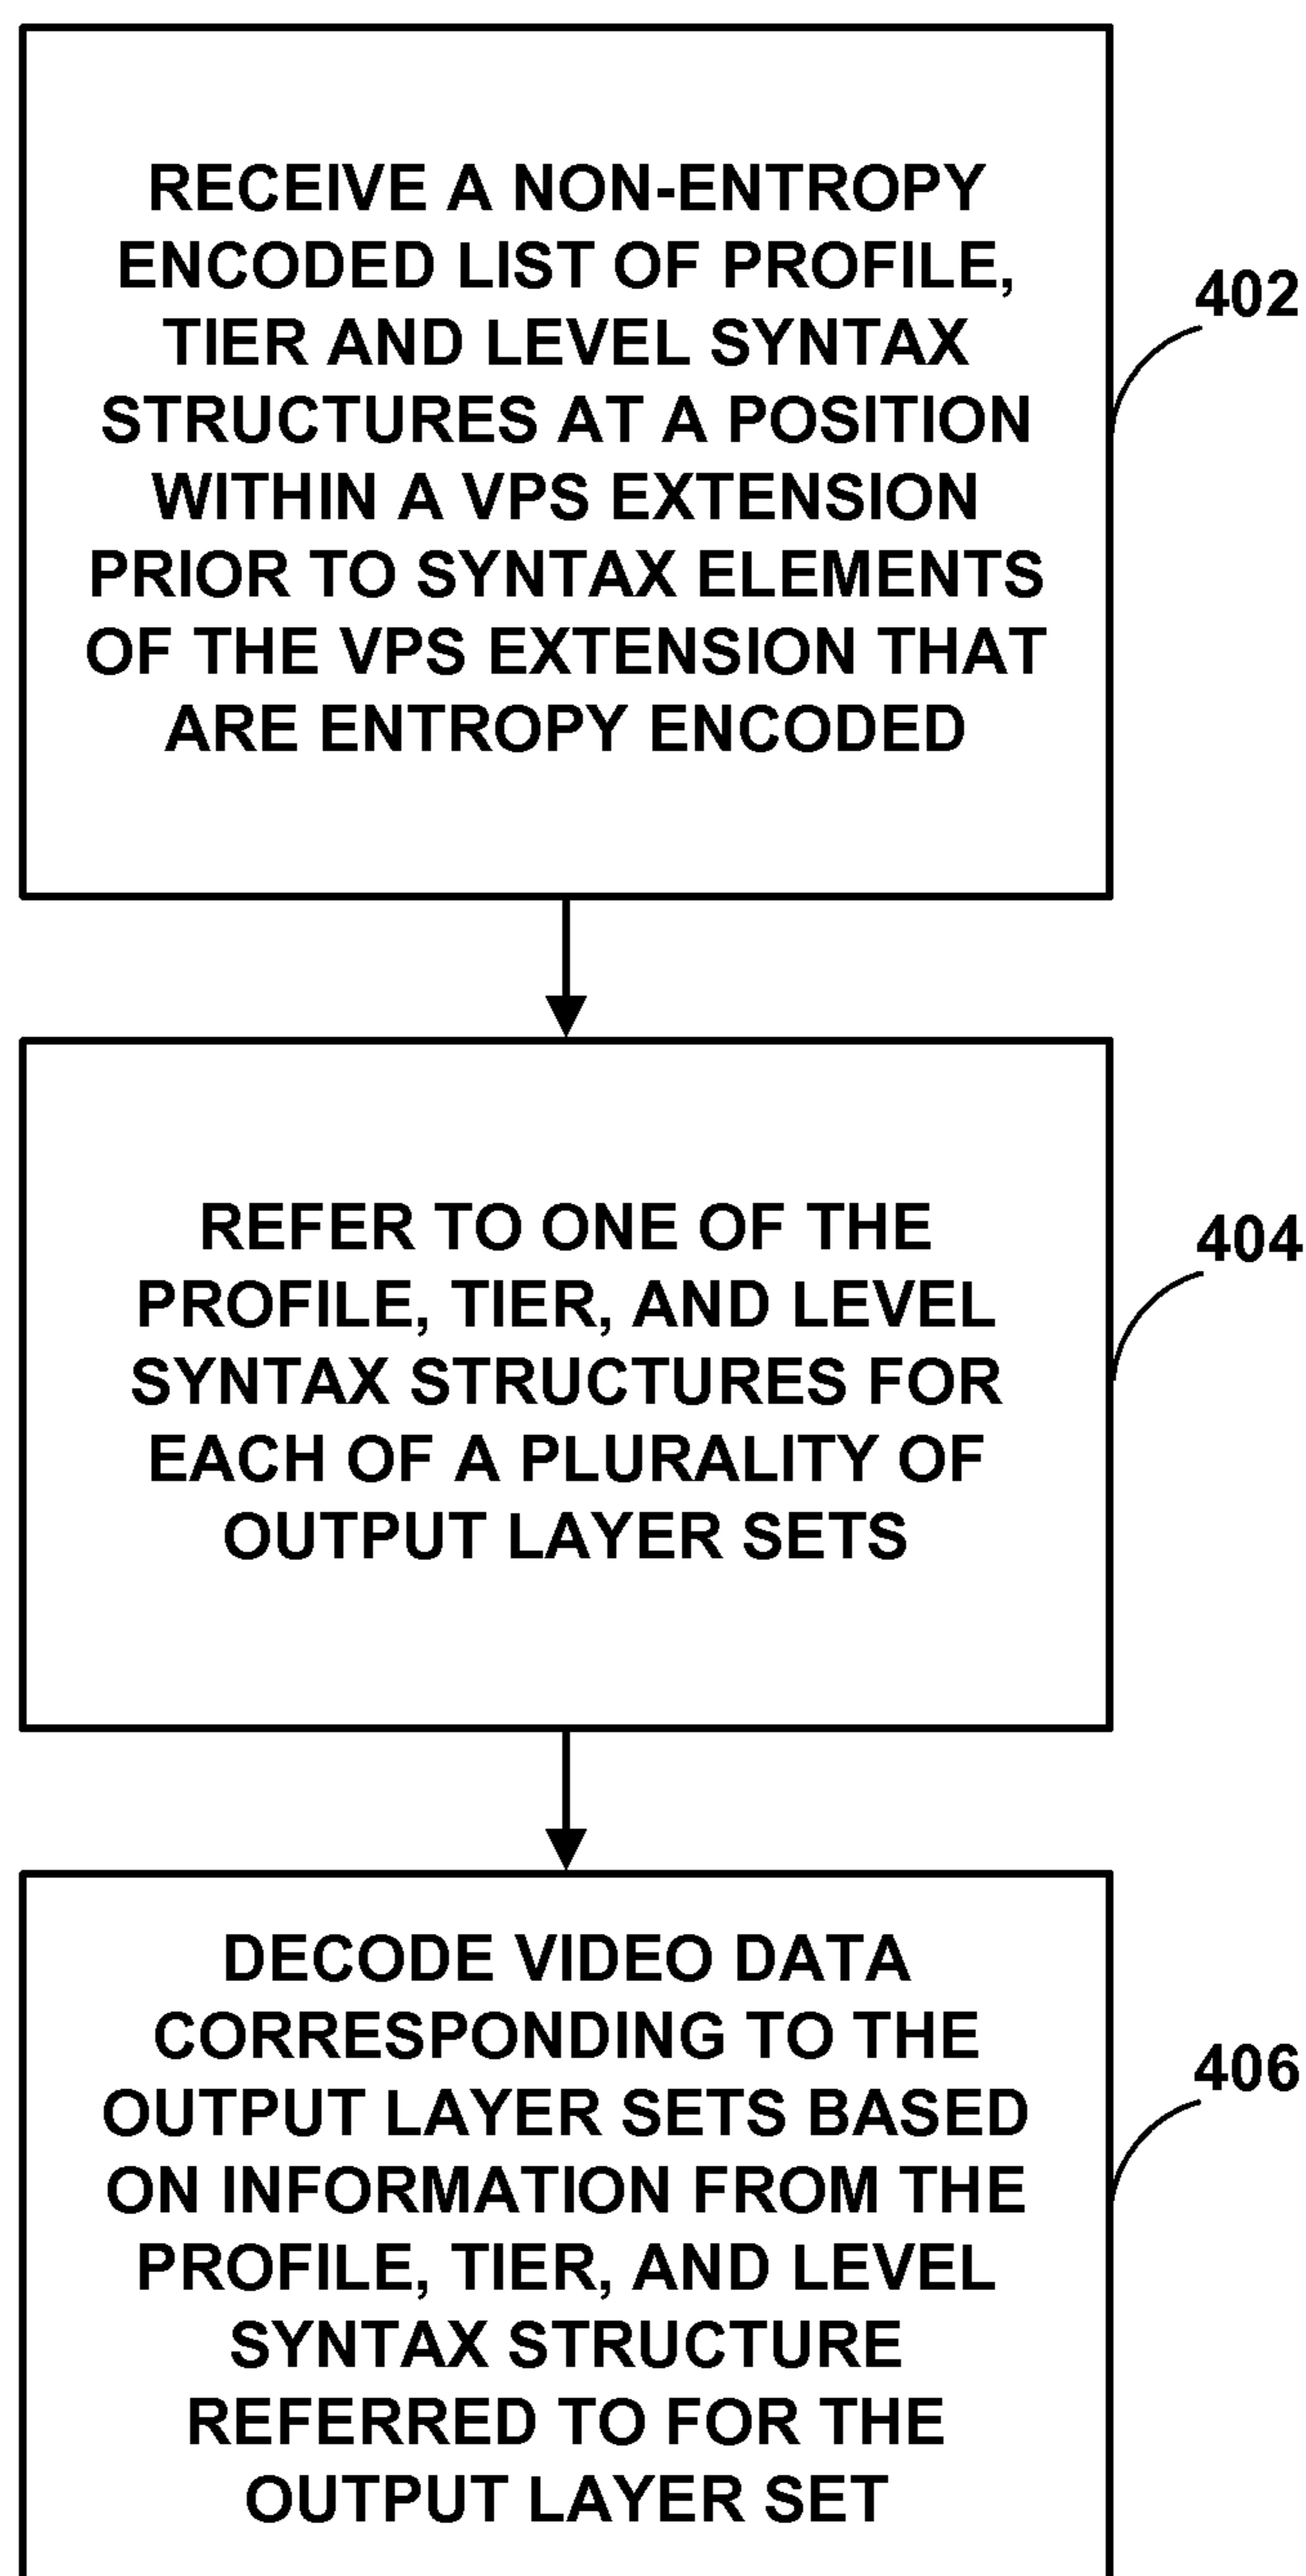 RECEIVE A NON-ENTROPY
ENCODED LIST OF PROFILE,
TIER AND LEVEL SYNTAX
STRUCTURES AT A POSITION
WITHIN A VPS EXTENSION
PRIOR TO SYNTAX ELEMENTS
OF THE VPS EXTENSION THAT
ARE ENTROPY ENCODED
402
REFER TO ONE OF THE
PROFILE, TIER, AND LEVEL
SYNTAX STRUCTURES FOR
EACH OF A PLURALITY OF
OUTPUT LAYER SETS
404
DECODE VIDEO DATA
CORRESPONDING TO THE
OUTPUT LAYER SETS BASED
ON INFORMATION FROM THE
PROFILE, TIER, AND LEVEL
SYNTAX STRUCTURE
REFERRED TO FOR THE
OUTPUT LAYER SET
406